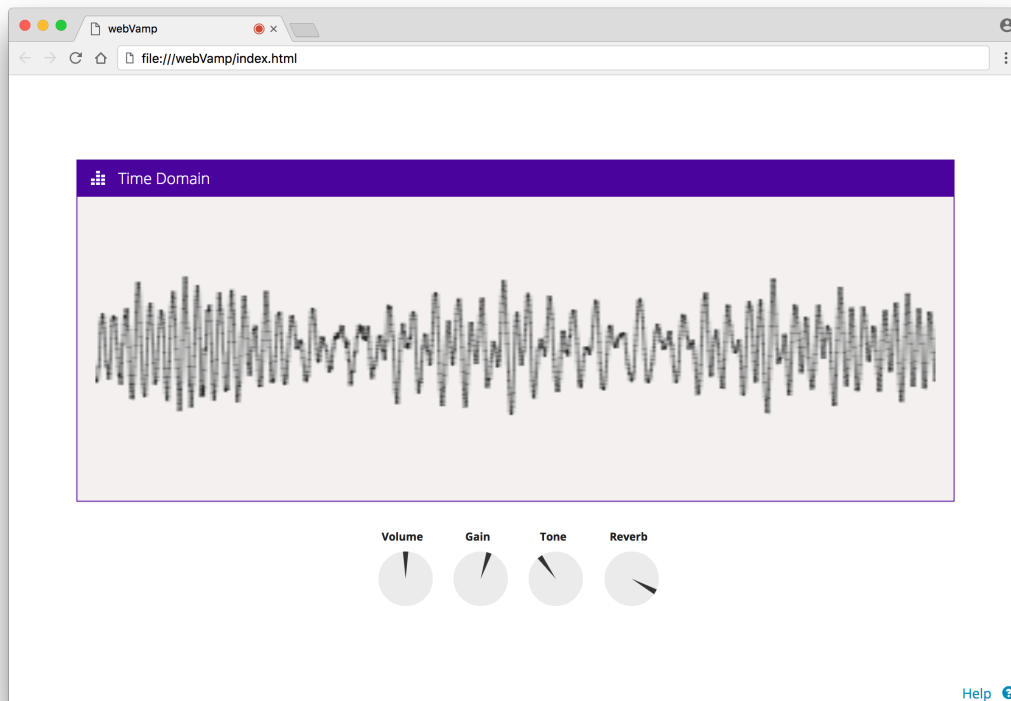 webVamp
file:///webVamp/index.html
Time Domain
Volume Gain Tone Reverb
Help